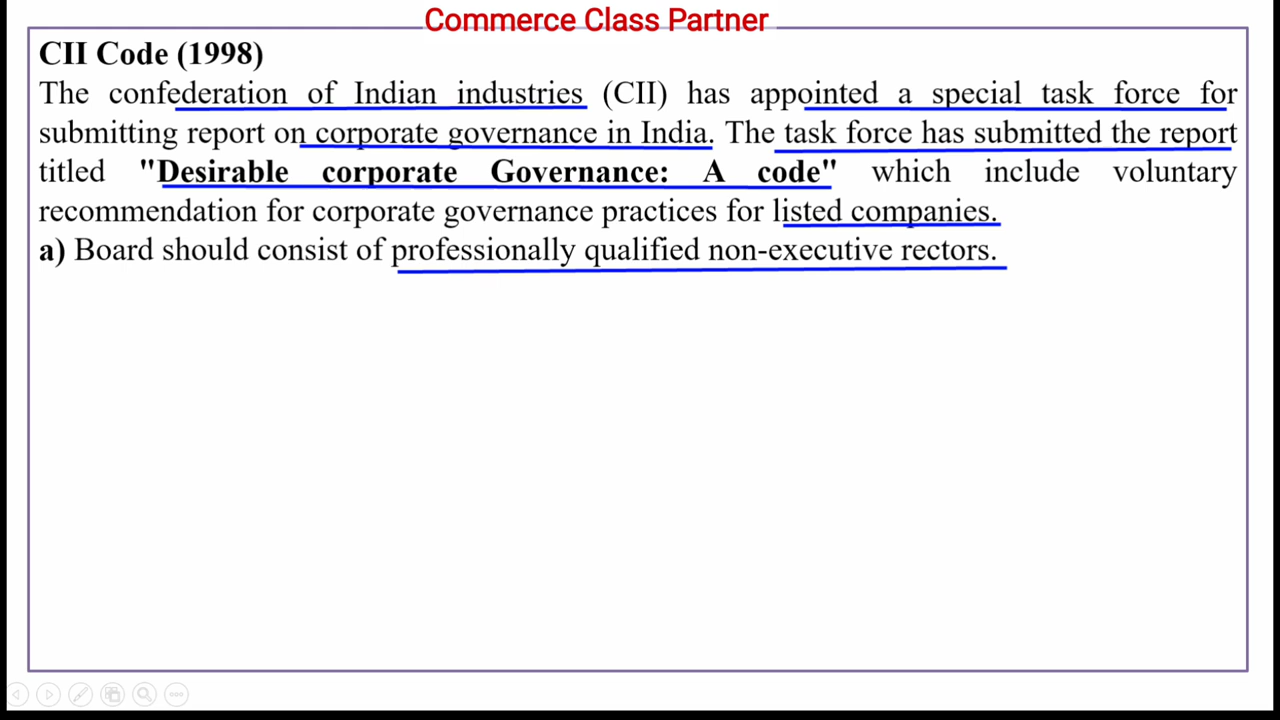 Commerce Class Partner
CII Code (1998)
The confederation of Indian industries (CII) has appointed a special task force for
submitting report on corporate governance in India. The task force has submitted the report
titled "Desirable corporate Governance: A code" which include voluntary
recommendation for corporate governance practices for listed companies.
a) Board should consist of professionally qualified non-executive rectors.